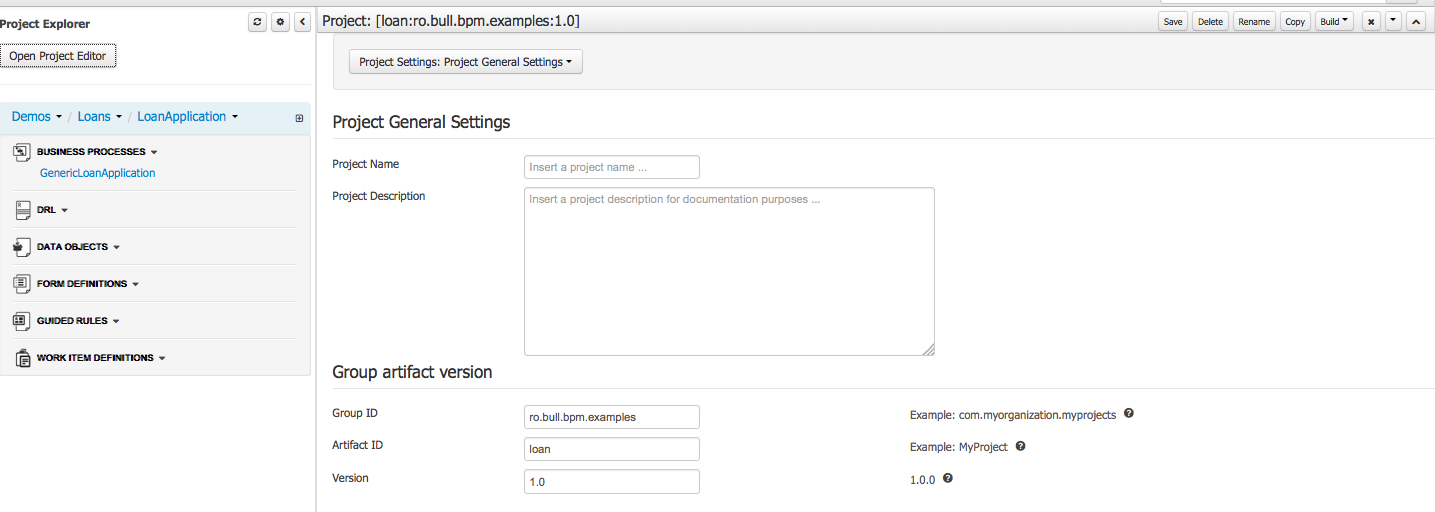 Project Explorer
Open Project Editor
Demos / Loans / LoanApplication
BUSINESS PROCESSES
GenericLoanApplication
DRL
DATA OBJECTS
FORM DEFINITIONS
GUIDED RULES
WORK ITEM DEFINITIONS
Project: [loan:ro.bull.bpm.examples:1.0]
Save Delete Rename Copy Build
Project Settings: Project General Settings
Project General Settings
Project Name Insert a project name ...
Project Description Insert a project description for documentation purposes ...
Group artifact version
Group ID ro.bull.bpm.examples Example: com.myorganization.myprojects
Artifact ID loan Example: MyProject
Version 1.0 1.0.0